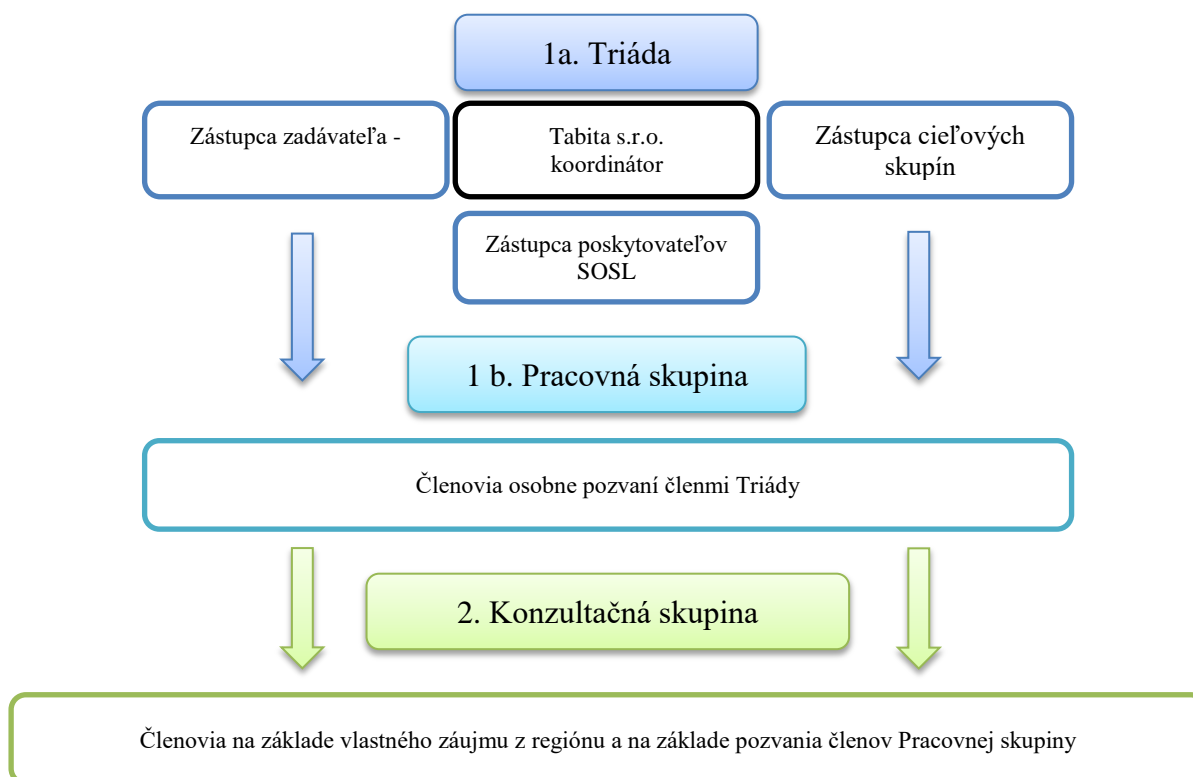 1a. Triáda
Zástupca zadávateľa -
Tabita s.r.o.
koordinátor
Zástupca cieľových
skupín
Zástupca poskytovateľov
SOSL
1 b. Pracovná skupina
Členovia osobne pozvaní členmi Triády
2. Konzultačná skupina
Členovia na základe vlastného záujmu z regiónu a na základe pozvania členov Pracovnej skupiny